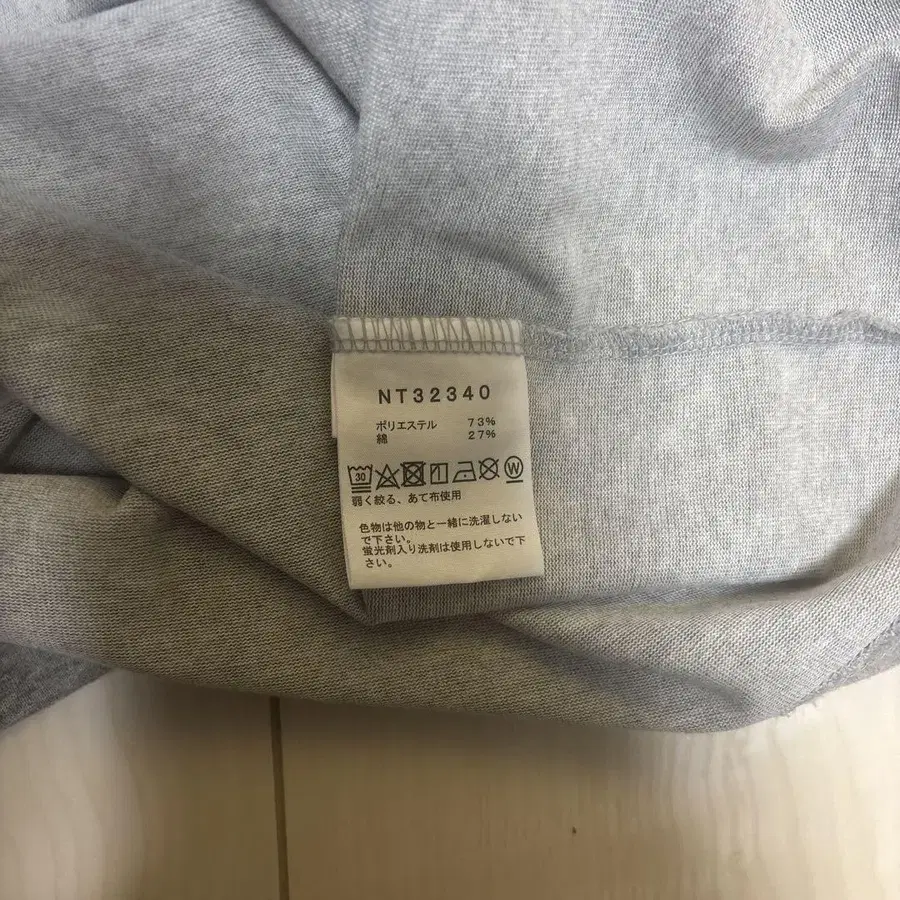 NT32340
ポリエステル 73%
綿 27%
30 W
弱く絞る、あて布使用
色物は他の物と一緒に洗濯しない
で下さい。
蛍光剤入り洗剤は使用しないで下
さい。